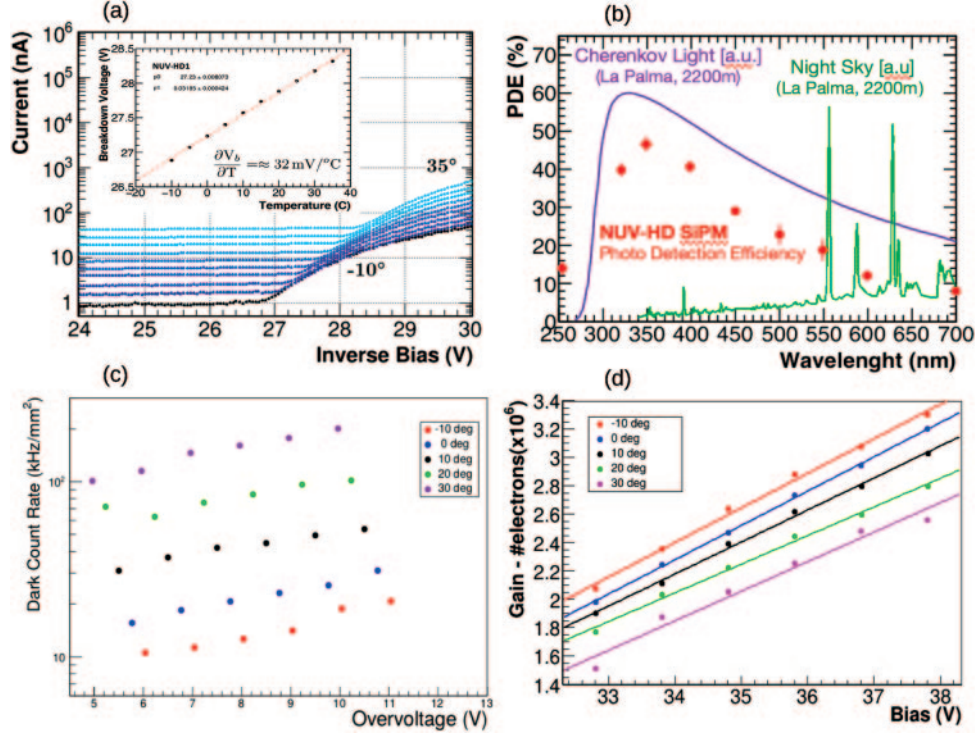 (a)
Current (nA)
10⁶
10⁵
10⁴
10³
10²
10
1
24 25 26 27 28 29 30
Inverse Bias (V)
35°
-10°
Breakdown Voltage (V)
28.5
28
27.5
27
26.5
NUV-HD1
-20 -10 0 10 20 30 40
Temperature (C)
∂V_b/∂T =≈ 32 mV/°C
(b)
PDE (%)
70
60
50
40
30
20
10
0
Cherenkov Light [a.u.]
(La Palma, 2200m)
Night Sky [a.u]
(La Palma, 2200m)
NUV-HD SiPM
Photo Detection Efficiency
250 300 350 400 450 500 550 600 650 700
Wavelenght (nm)
(c)
Dark Count Rate (kHz/mm²)
10²
10
-10 deg
0 deg
10 deg
20 deg
30 deg
5 6 7 8 9 10 11 12 13
Overvoltage (V)
(d)
Gain - #electrons(x10⁶)
3.4
3.2
3
2.8
2.6
2.4
2.2
2
1.8
1.6
1.4
-10 deg
0 deg
10 deg
20 deg
30 deg
33 34 35 36 37 38
Bias (V)